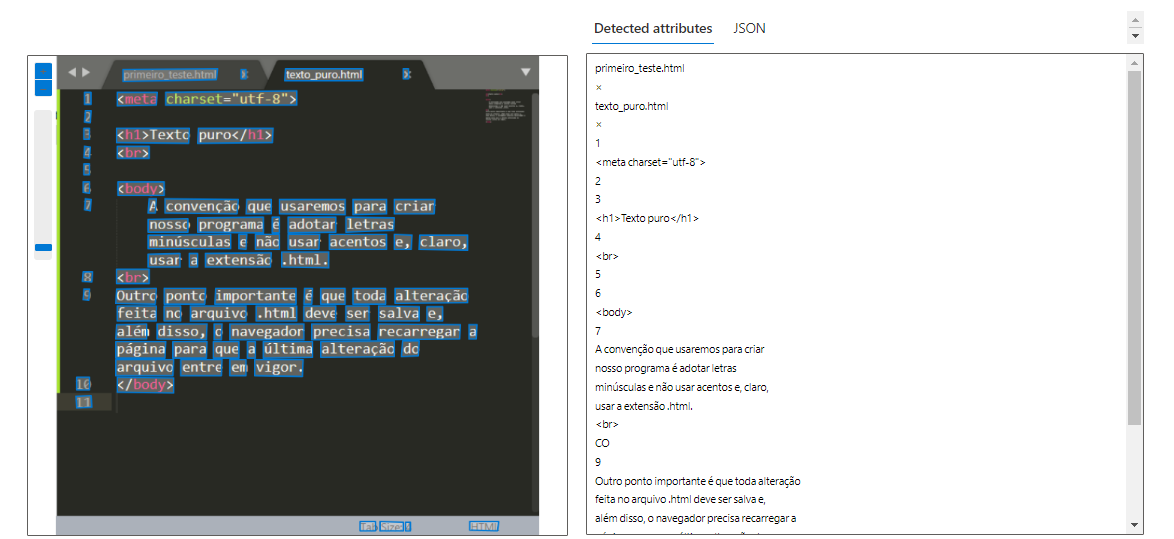 Detected attributes JSON
primeiro_teste.html
texto_puro.html
1 <meta charset="utf-8">
2
3 <h1>Texto puro</h1>
4 <br>
5
6 <body>
7 A convenção que usaremos para criar
nosso programa é adotar letras
minúsculas e não usar acentos e, claro,
usar a extensão .html.
8 <br>
9 Outro ponto importante é que toda alteração
feita no arquivo .html deve ser salva e,
além disso, o navegador precisa recarregar a
página para que a última alteração do
arquivo entre em vigor.
10 </body>
11
Tab Size:
HTML
primeiro_teste.html
×
texto_puro.html
×
1
<meta charset="utf-8">
2
3
<h1>Texto puro</h1>
4
<br>
5
6
<body>
7
A convenção que usaremos para criar
nosso programa é adotar letras
minúsculas e não usar acentos e, claro,
usar a extensão .html.
<br>
CO
9
Outro ponto importante é que toda alteração
feita no arquivo .html deve ser salva e,
além disso, o navegador precisa recarregar a